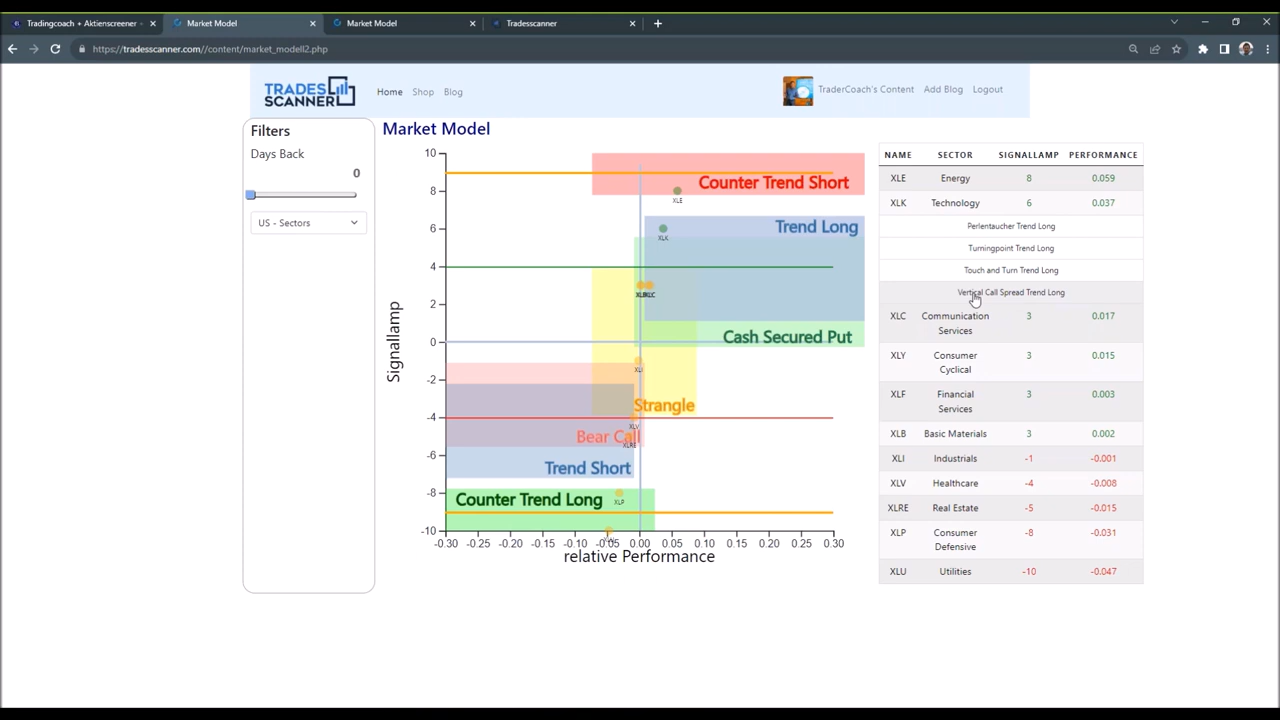 Tradingcoach + Aktienscreener -
Market Model
Market Model
Tradesscanner
https://tradesscanner.com//content/market_modell2.php
TRADES
SCANNER
Home
Shop
Blog
TraderCoach's Content
Add Blog
Logout
Filters
Days Back
0
US - Sectors
Market Model
10
8
6
4
2
0
-2
-4
-6
-8
-10
Signallamp
Counter Trend Short
XLE
Trend Long
XLK
Cash Secured Put
XLI
Strangle
XLV
Bear Call
XLRE
Trend Short
Counter Trend Long
XLP
-0.30 -0.25 -0.20 -0.15 -0.10 -0.05 0.00 0.05 0.10 0.15 0.20 0.25 0.30
relative Performance
NAME SECTOR SIGNALLAMP PERFORMANCE
XLE Energy 8 0.059
XLK Technology 6 0.037
Perlentaucher Trend Long
Turningpoint Trend Long
Touch and Turn Trend Long
Vertical Call Spread Trend Long
XLC Communication 3 0.017
Services
XLY Consumer 3 0.015
Cyclical
XLF Financial 3 0.003
Services
XLB Basic Materials 3 0.002
XLI Industrials -1 -0.001
XLV Healthcare -4 -0.008
XLRE Real Estate -5 -0.015
XLP Consumer -8 -0.031
Defensive
XLU Utilities -10 -0.047